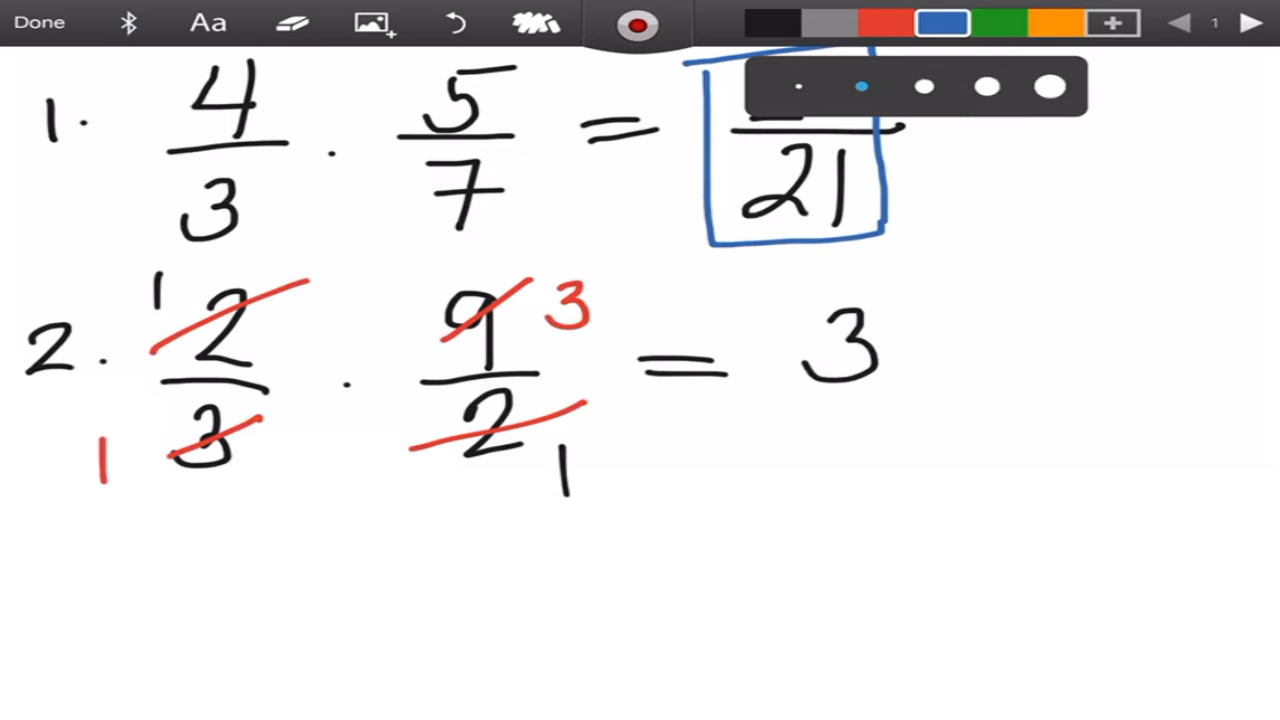 Done Aa 1
1. 4/3 · 5/7 = /21
2. 1 2/3 · 9/2 3 = 3
1 1